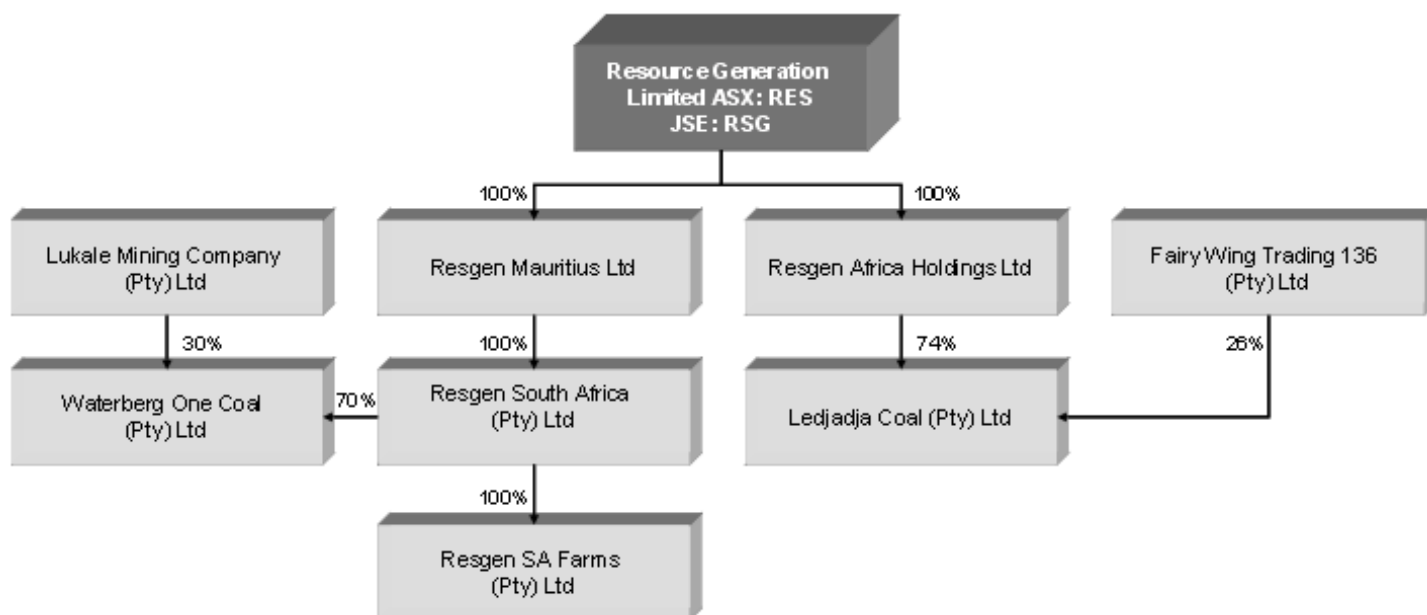 Resource Generation
Limited ASX: RES
JSE: RSG
100%
100%
Lukale Mining Company
(Pty) Ltd
Resgen Mauritius Ltd
Resgen Africa Holdings Ltd
Fairy Wing Trading 136
(Pty) Ltd
30%
100%
74%
26%
Waterberg One Coal
(Pty) Ltd
70%
Resgen South Africa
(Pty) Ltd
Ledjadja Coal (Pty) Ltd
100%
Resgen SA Farms
(Pty) Ltd